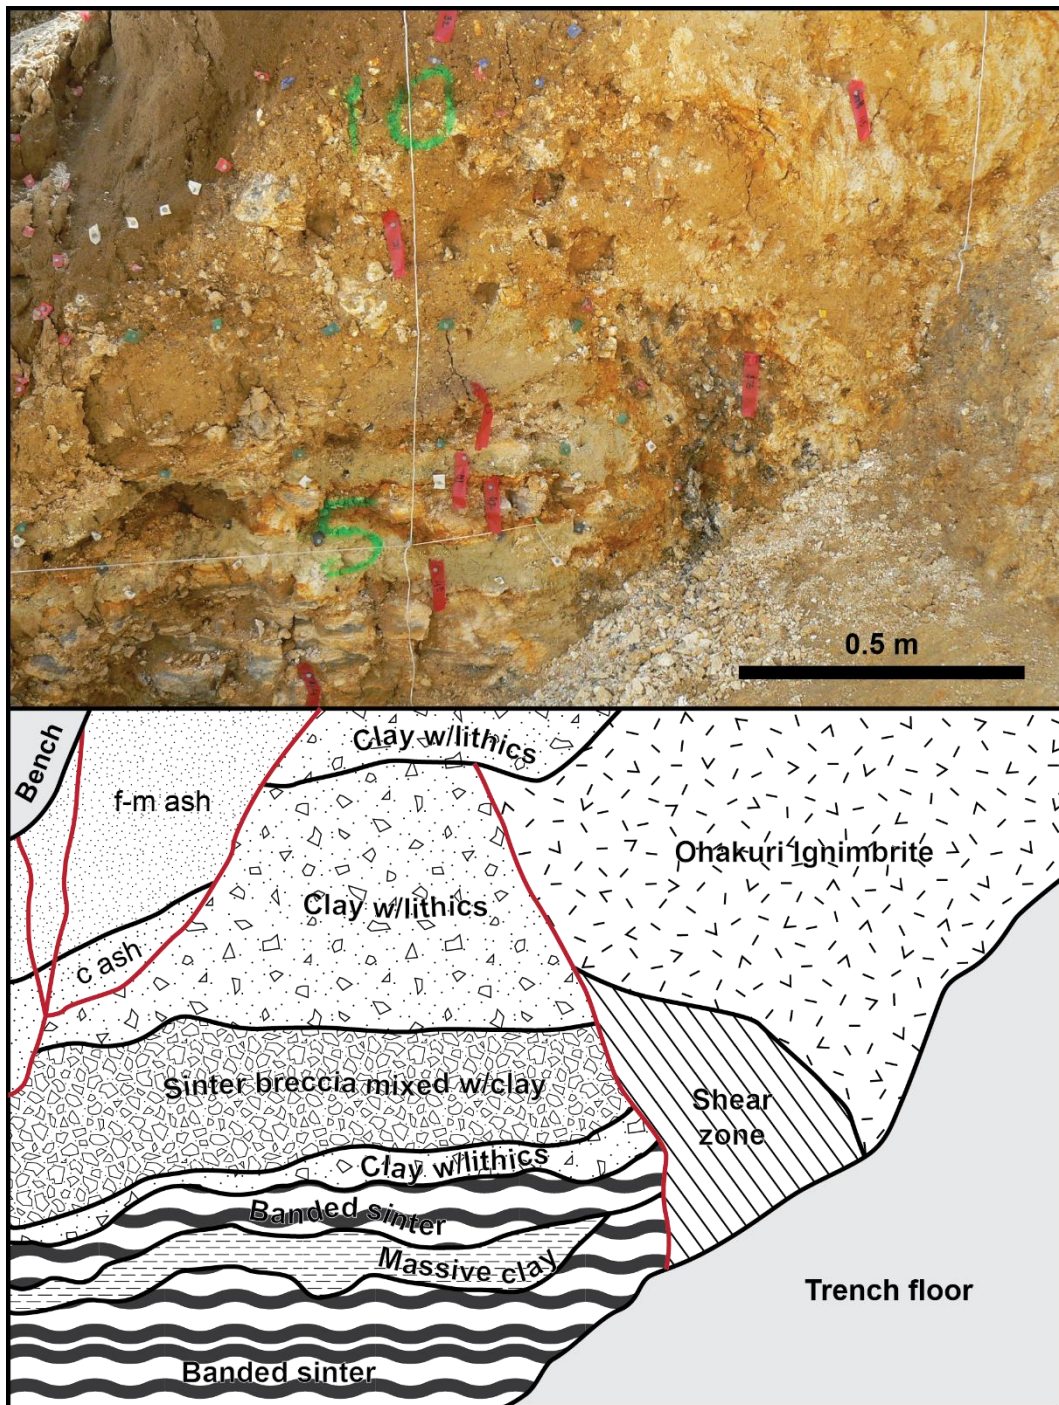 10
5
0.5 m
Clay w/lithics
Bench
f-m ash
Ohakuri Ignimbrite
Clay w/lithics
c ash
Sinter breccia mixed w/clay
Shear
zone
Clay w/lithics
Banded sinter
Massive clay
Trench floor
Banded sinter